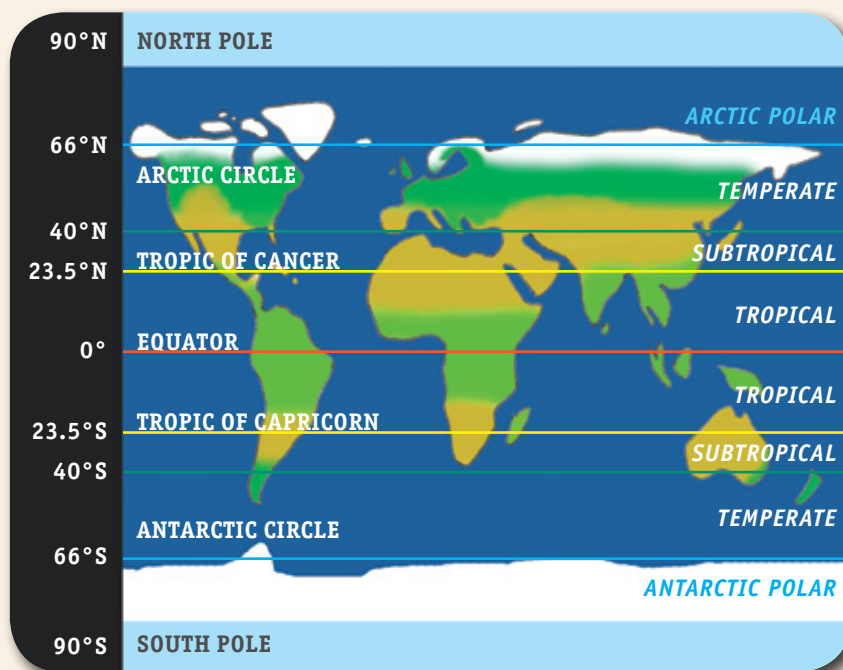 90°N NORTH POLE
ARCTIC POLAR
66°N
ARCTIC CIRCLE
TEMPERATE
40°N
SUBTROPICAL
TROPIC OF CANCER
23.5°N
TROPICAL
EQUATOR
0°
TROPICAL
TROPIC OF CAPRICORN
23.5°S
SUBTROPICAL
40°S
TEMPERATE
ANTARCTIC CIRCLE
66°S
ANTARCTIC POLAR
90°S SOUTH POLE